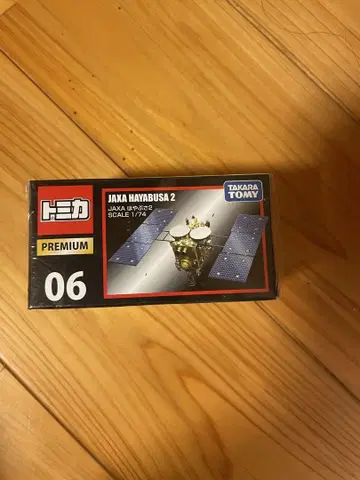 トミカ
PREMIUM
06
JAXA HAYABUSA 2
JAXA はやぶさ2
SCALE 1/74
TAKARA
TOMY